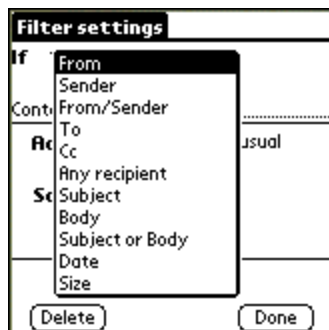 Filter settings
If
From
Sender
From/Sender
To
Cc
Any recipient
Subject
Body
Subject or Body
Date
Size
Delete
Done